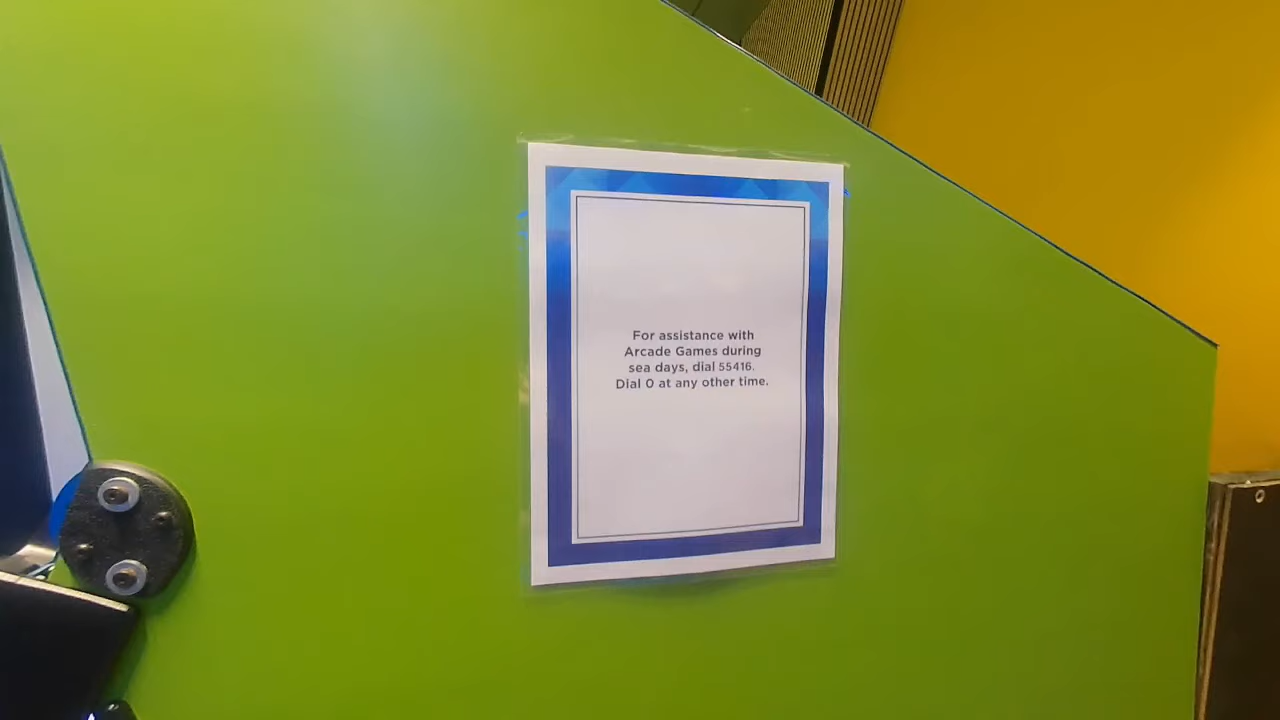 For assistance with
Arcade Games during
sea days, dial 55416.
Dial 0 at any other time.